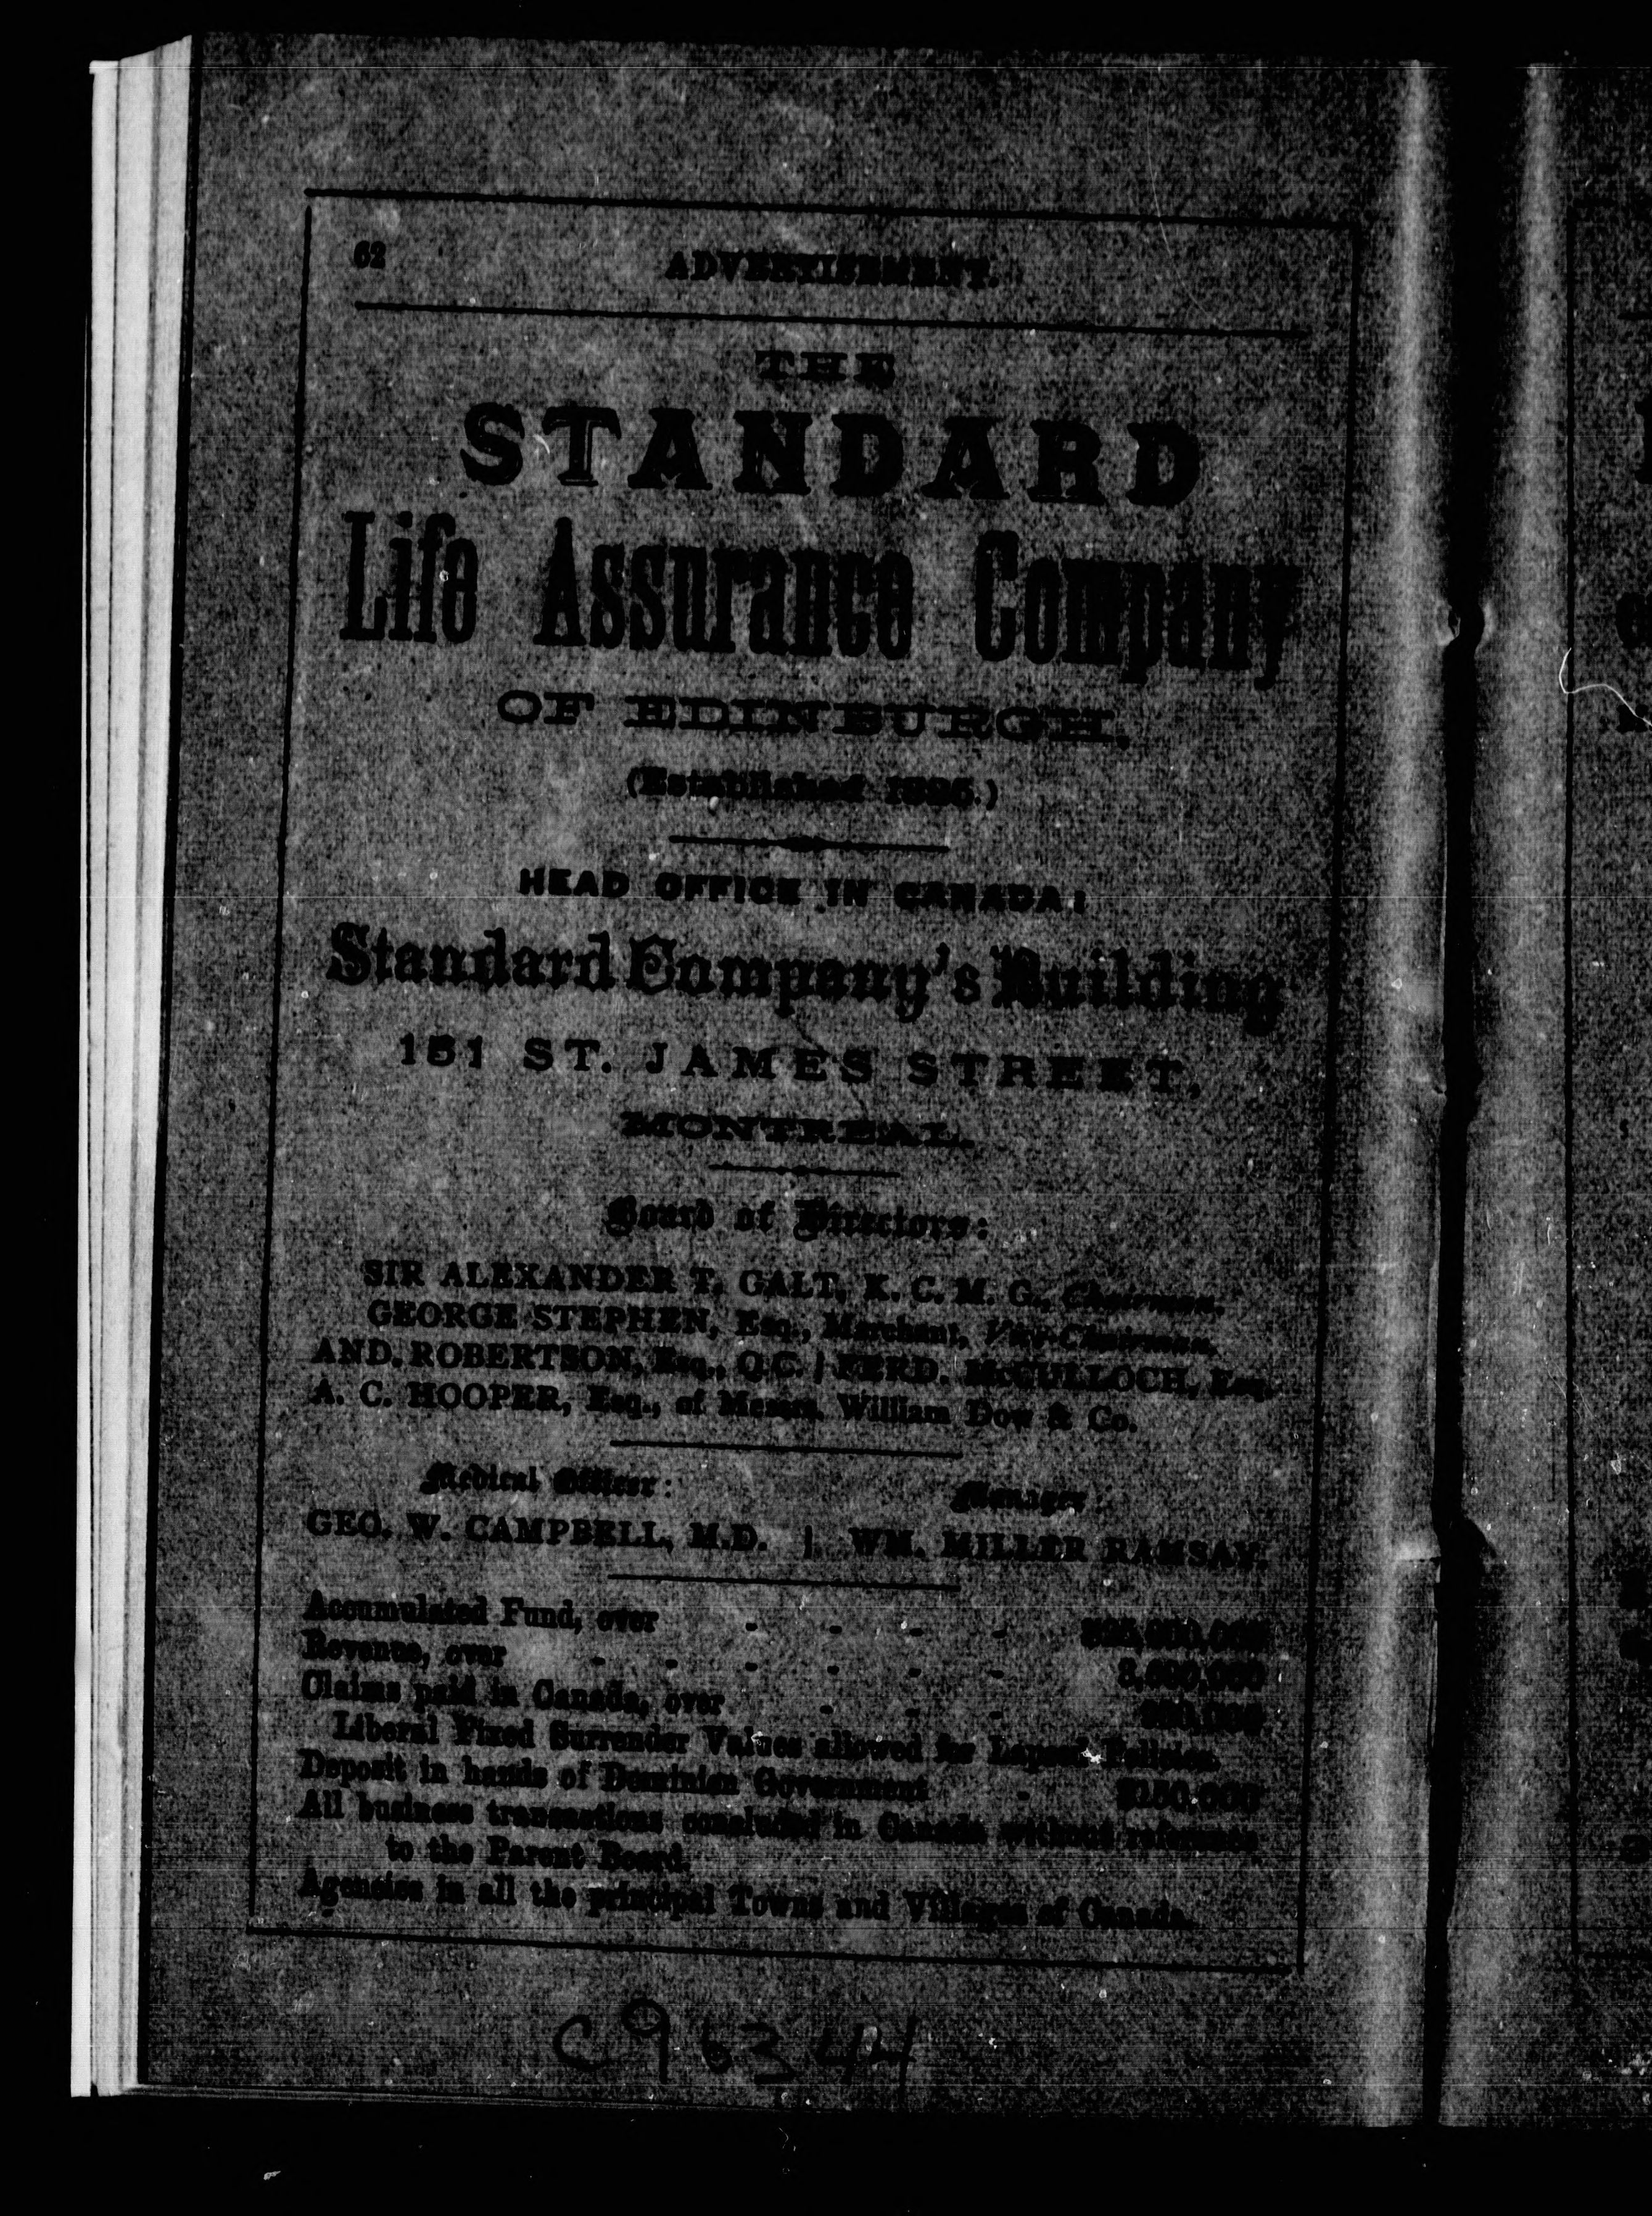 62 ADVERTISEMENT.
THE
STANDARD
Life Assurance Company
OF EDINBURGH.
(Established 1825.)
HEAD OFFICE IN CANADA:
Standard Company's Building
151 ST. JAMES STREET,
MONTREAL.
Board of Directors:
SIR ALEXANDER T. GALT, K. C. M. G., Chairman.
GEORGE STEPHEN, Esq., Merchant, Vice-Chairman.
AND. ROBERTSON, Esq., Q.C. | FERD. McCULLOCH, Esq.
A. C. HOOPER, Esq., of Messrs. William Dow & Co.
Medical Officer: Manager:
GEO. W. CAMPBELL, M.D. | WM. MILLER RAMSAY.
Accumulated Fund, over - - - -
Revenue, over - - - - - -
Claims paid in Canada, over - - -
Liberal Fixed Surrender Values allowed for Lapsed Policies.
Deposit in hands of Dominion Government - $150,000
All business transactions concluded in Canada without reference
to the Parent Board.
Agencies in all the principal Towns and Villages of Canada.
C96344